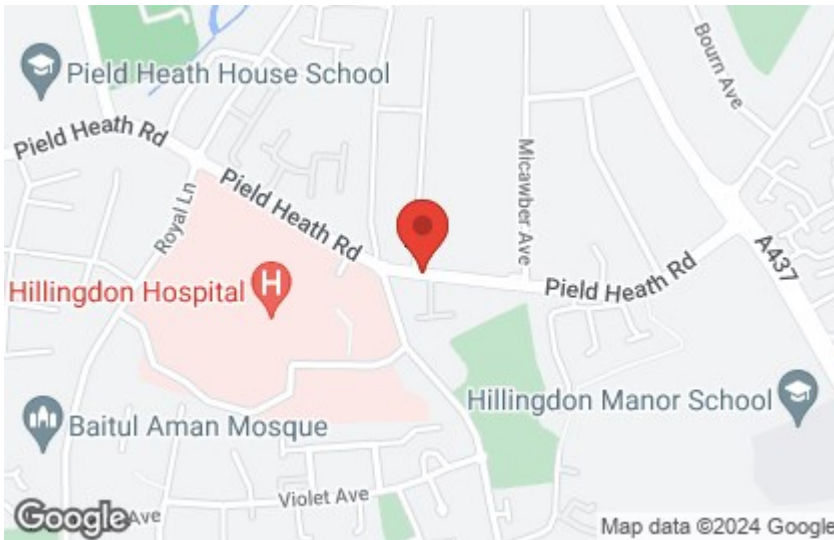 Bourn Ave
Pield Heath House School
Pield Heath Rd
Micawber Ave
Royal Ln
Pield Heath Rd
A437
Hillingdon Hospital
H
Pield Heath Rd
Hillingdon Manor School
Baitul Aman Mosque
Violet Ave
Google
Ave
Map data ©2024 Google